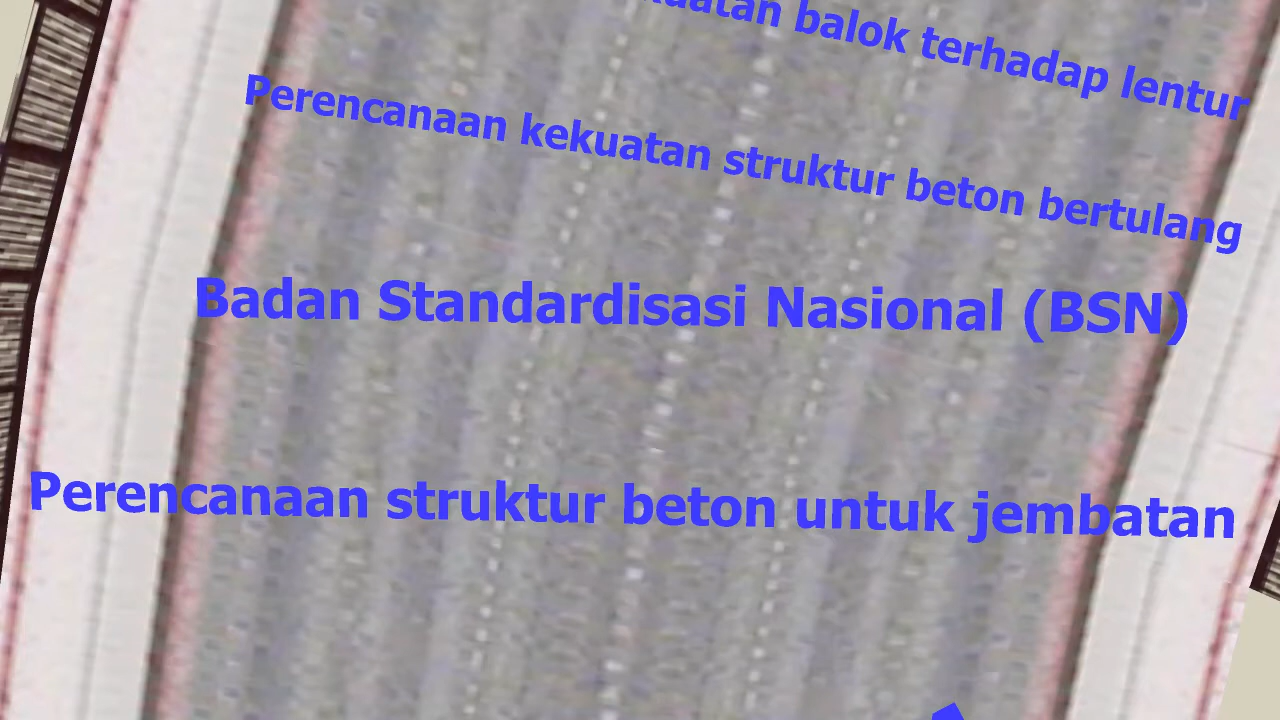 balok terhadap lentur
Perencanaan kekuatan struktur beton bertulang
Badan Standardisasi Nasional (BSN)
Perencanaan struktur beton untuk jembatan